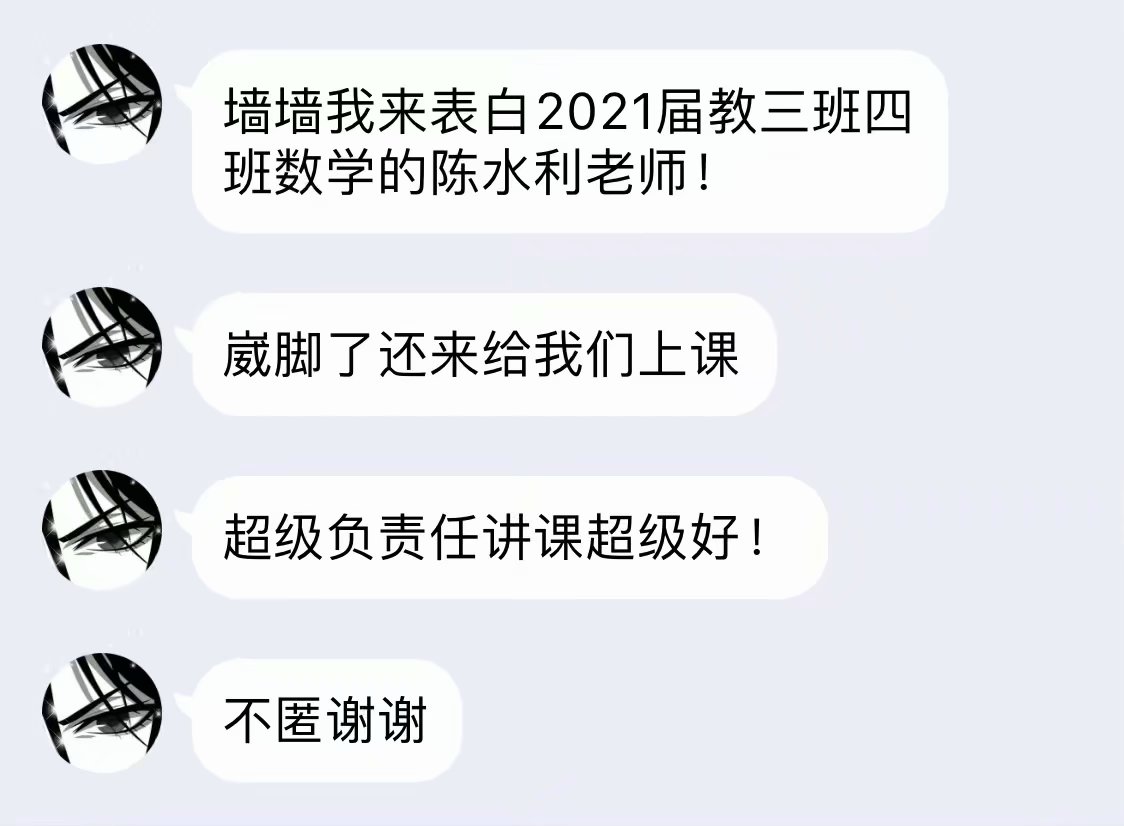 墙墙我来表白2021届教三班四
班数学的陈水利老师！
崴脚了还来给我们上课
超级负责任讲课超级好！
不匿谢谢